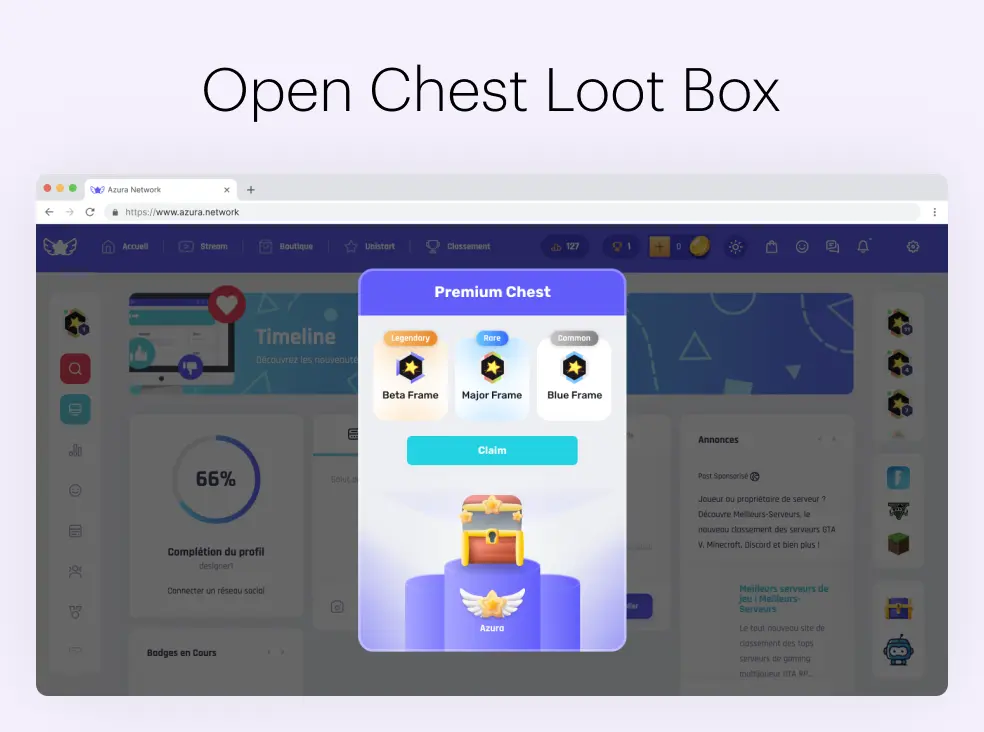 Open Chest Loot Box
Azura Network
https://www.azura.network
Accueil
Stream
Boutique
Unistart
Classement
127
1
0
Premium Chest
Legendary
Rare
Common
Beta Frame
Major Frame
Blue Frame
Claim
Azura
Timeline
Découvrez les nouveauté
66%
Complétion du profil
designer1
Connecter un réseau social
Badges en Cours
Annonces
Post Sponsorisé
Joueur ou propriétaire de serveur ?
Découvre Meilleurs-Serveurs, le
nouveau classement des serveurs GTA
V, Minecraft, Discord et bien plus !
Meilleurs serveurs de
jeu | Meilleurs-
Serveurs
Le tout nouveau site de
classement des tops
serveurs de gaming
multijoueur GTA RP...